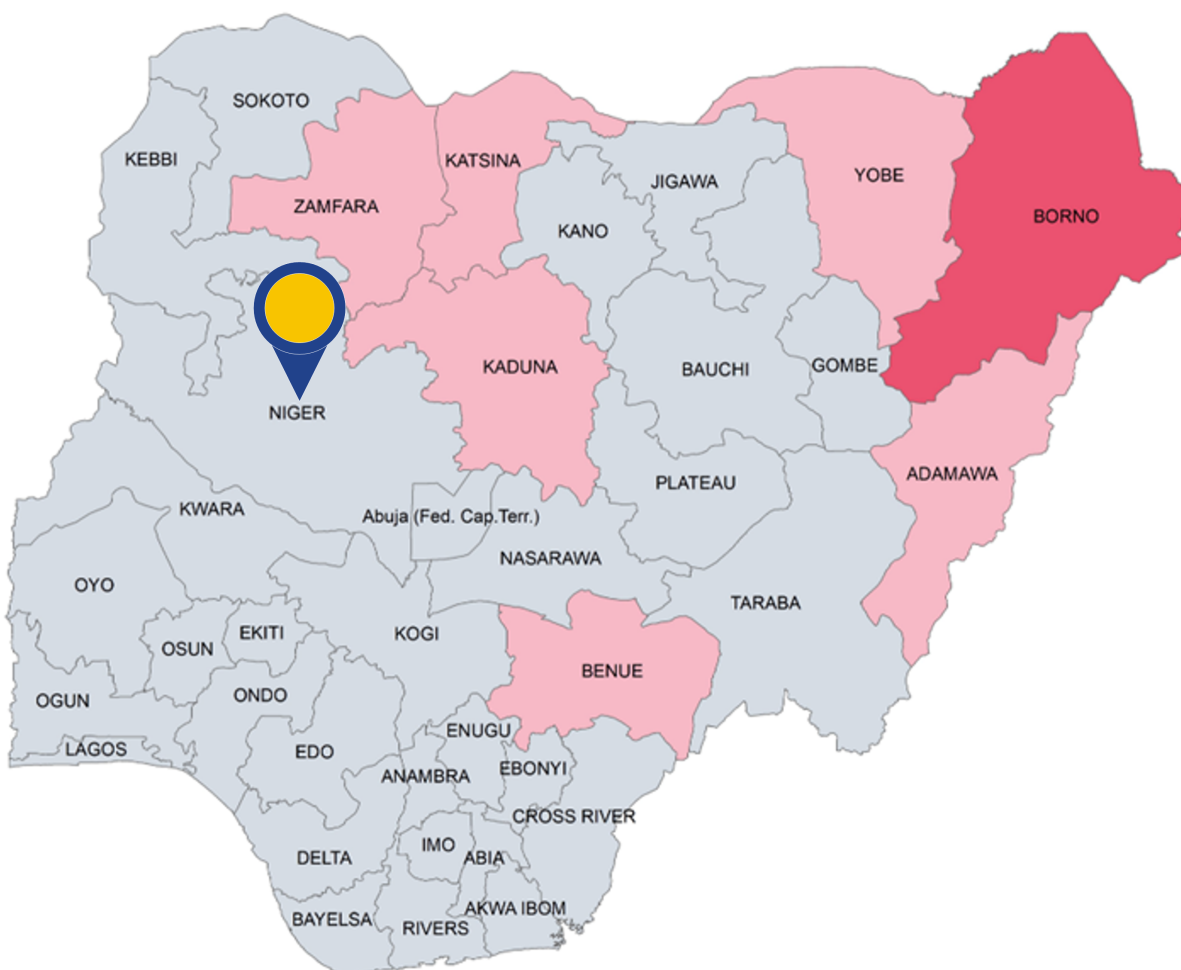 SOKOTO
KEBBI
KATSINA
ZAMFARA
JIGAWA
YOBE
BORNO
KANO
KADUNA
BAUCHI
GOMBE
NIGER
ADAMAWA
PLATEAU
KWARA
Abuja (Fed. Cap.Terr.)
NASARAWA
OYO
TARABA
EKITI
KOGI
OSUN
BENUE
OGUN
ONDO
ENUGU
LAGOS
EDO
EBONYI
ANAMBRA
CROSS RIVER
IMO
DELTA
ABIA
AKWA IBOM
BAYELSA
RIVERS